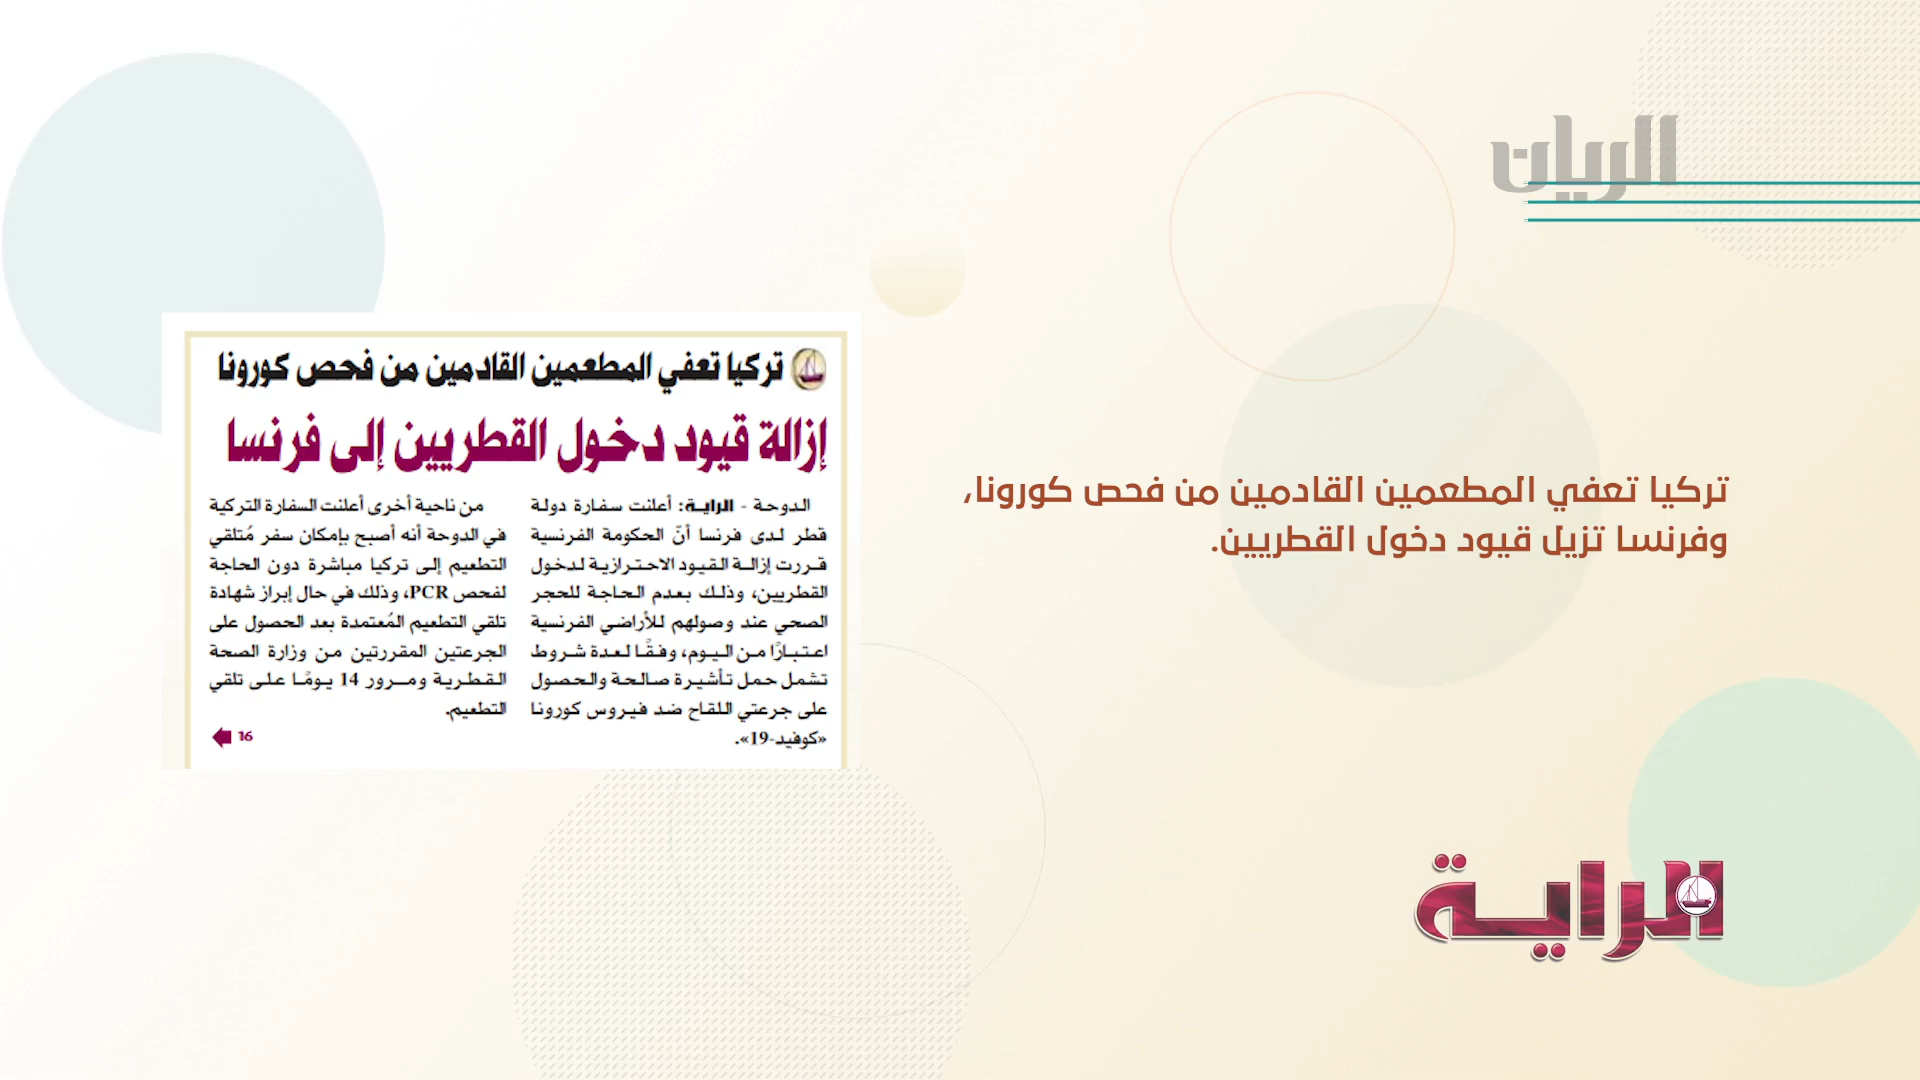 الريان
تركيا تعفي المطعمين القادمين من فحص كورونا،
وفرنسا تزيل قيود دخول القطريين.
تركيا تعفي المطعمين القادمين من فحص كورونا
إزالة قيود دخول القطريين إلى فرنسا
الدوحة - الراية: أعلنت سفارة دولة
قطر لدى فرنسا أنّ الحكومة الفرنسية
قررت إزالة القيود الاحترازية لدخول
القطريين، وذلك بعدم الحاجة للحجر
الصحي عند وصولهم للأراضي الفرنسية
اعتبارًا من اليوم، وفقًا لعدة شروط
تشمل حمل تأشيرة صالحة والحصول
على جرعتي اللقاح ضد فيروس كورونا
«كوفيد-19».
من ناحية أخرى أعلنت السفارة التركية
في الدوحة أنه أصبح بإمكان سفر مُتلقي
التطعيم إلى تركيا مباشرة دون الحاجة
لفحص PCR، وذلك في حال إبراز شهادة
تلقي التطعيم المُعتمدة بعد الحصول على
الجرعتين المقررتين من وزارة الصحة
القطرية ومرور 14 يومًا على تلقي
التطعيم.
16
الراية